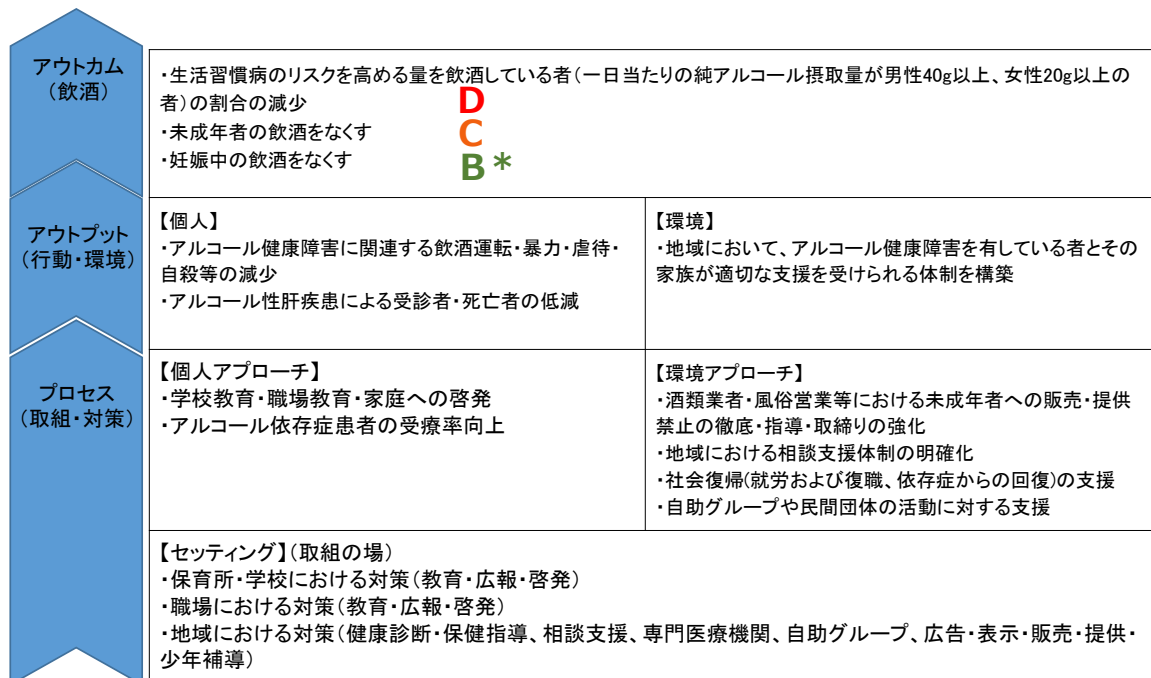 アウトカム
（飲酒）
・生活習慣病のリスクを高める量を飲酒している者（一日当たりの純アルコール摂取量が男性40g以上、女性20g以上の
者）の割合の減少
D
・未成年者の飲酒をなくす
C
・妊娠中の飲酒をなくす
B＊
アウトプット
（行動・環境）
【個人】
・アルコール健康障害に関連する飲酒運転・暴力・虐待・
自殺等の減少
・アルコール性肝疾患による受診者・死亡者の低減
【環境】
・地域において、アルコール健康障害を有している者とその
家族が適切な支援を受けられる体制を構築
プロセス
（取組・対策）
【個人アプローチ】
・学校教育・職場教育・家庭への啓発
・アルコール依存症患者の受療率向上
【環境アプローチ】
・酒類業者・風俗営業等における未成年者への販売・提供
禁止の徹底・指導・取締りの強化
・地域における相談支援体制の明確化
・社会復帰(就労および復職、依存症からの回復)の支援
・自助グループや民間団体の活動に対する支援
【セッティング】（取組の場）
・保育所・学校における対策（教育・広報・啓発）
・職場における対策（教育・広報・啓発）
・地域における対策（健康診断・保健指導、相談支援、専門医療機関、自助グループ、広告・表示・販売・提供・
少年補導）